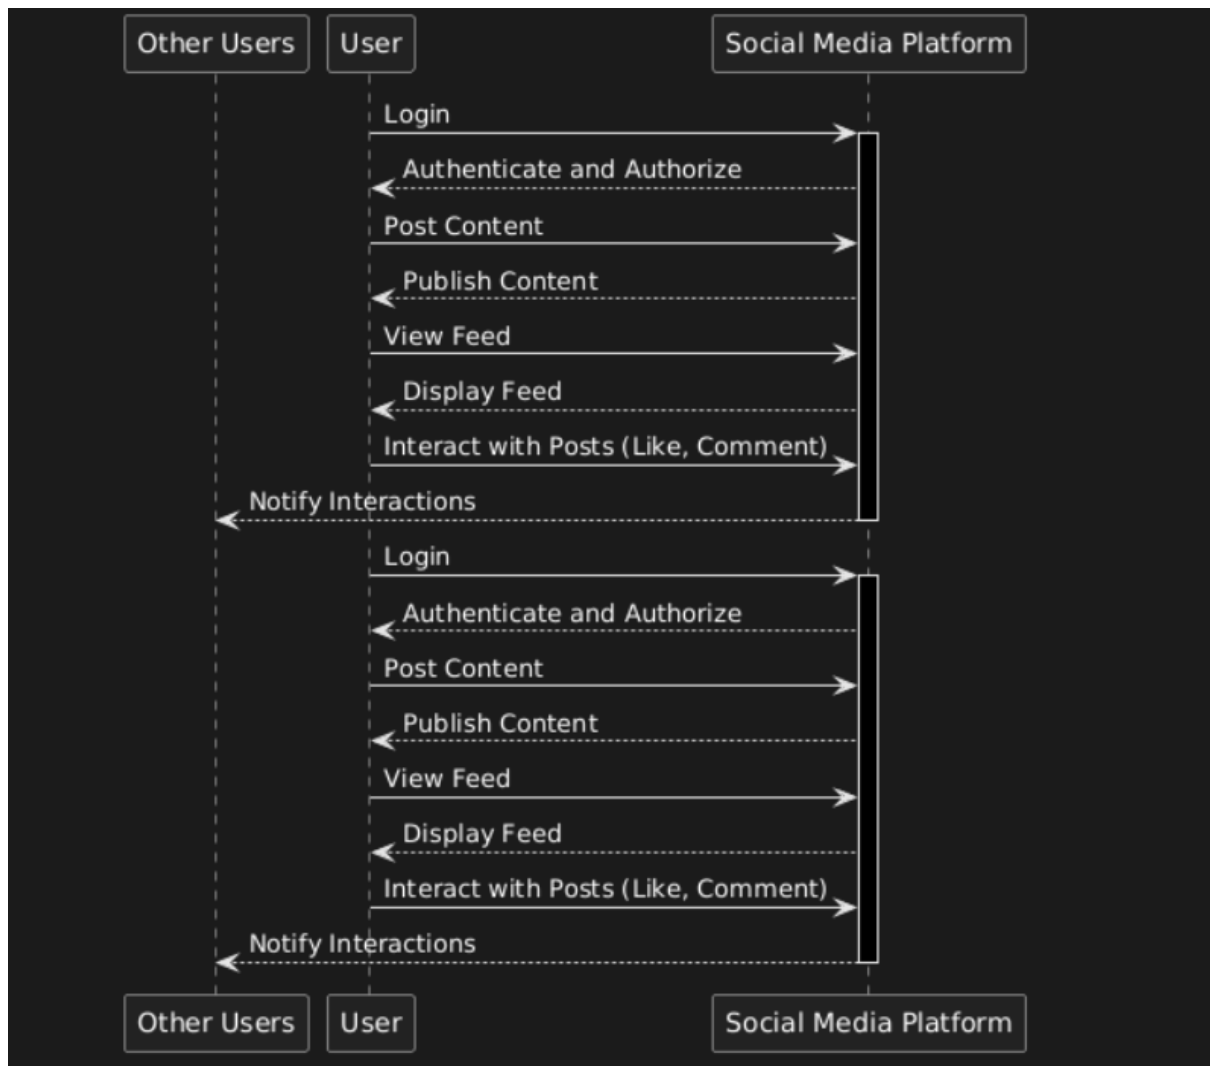 Other Users
User
Social Media Platform
Login
Authenticate and Authorize
Post Content
Publish Content
View Feed
Display Feed
Interact with Posts (Like, Comment)
Notify Interactions
Login
Authenticate and Authorize
Post Content
Publish Content
View Feed
Display Feed
Interact with Posts (Like, Comment)
Notify Interactions
Other Users
User
Social Media Platform